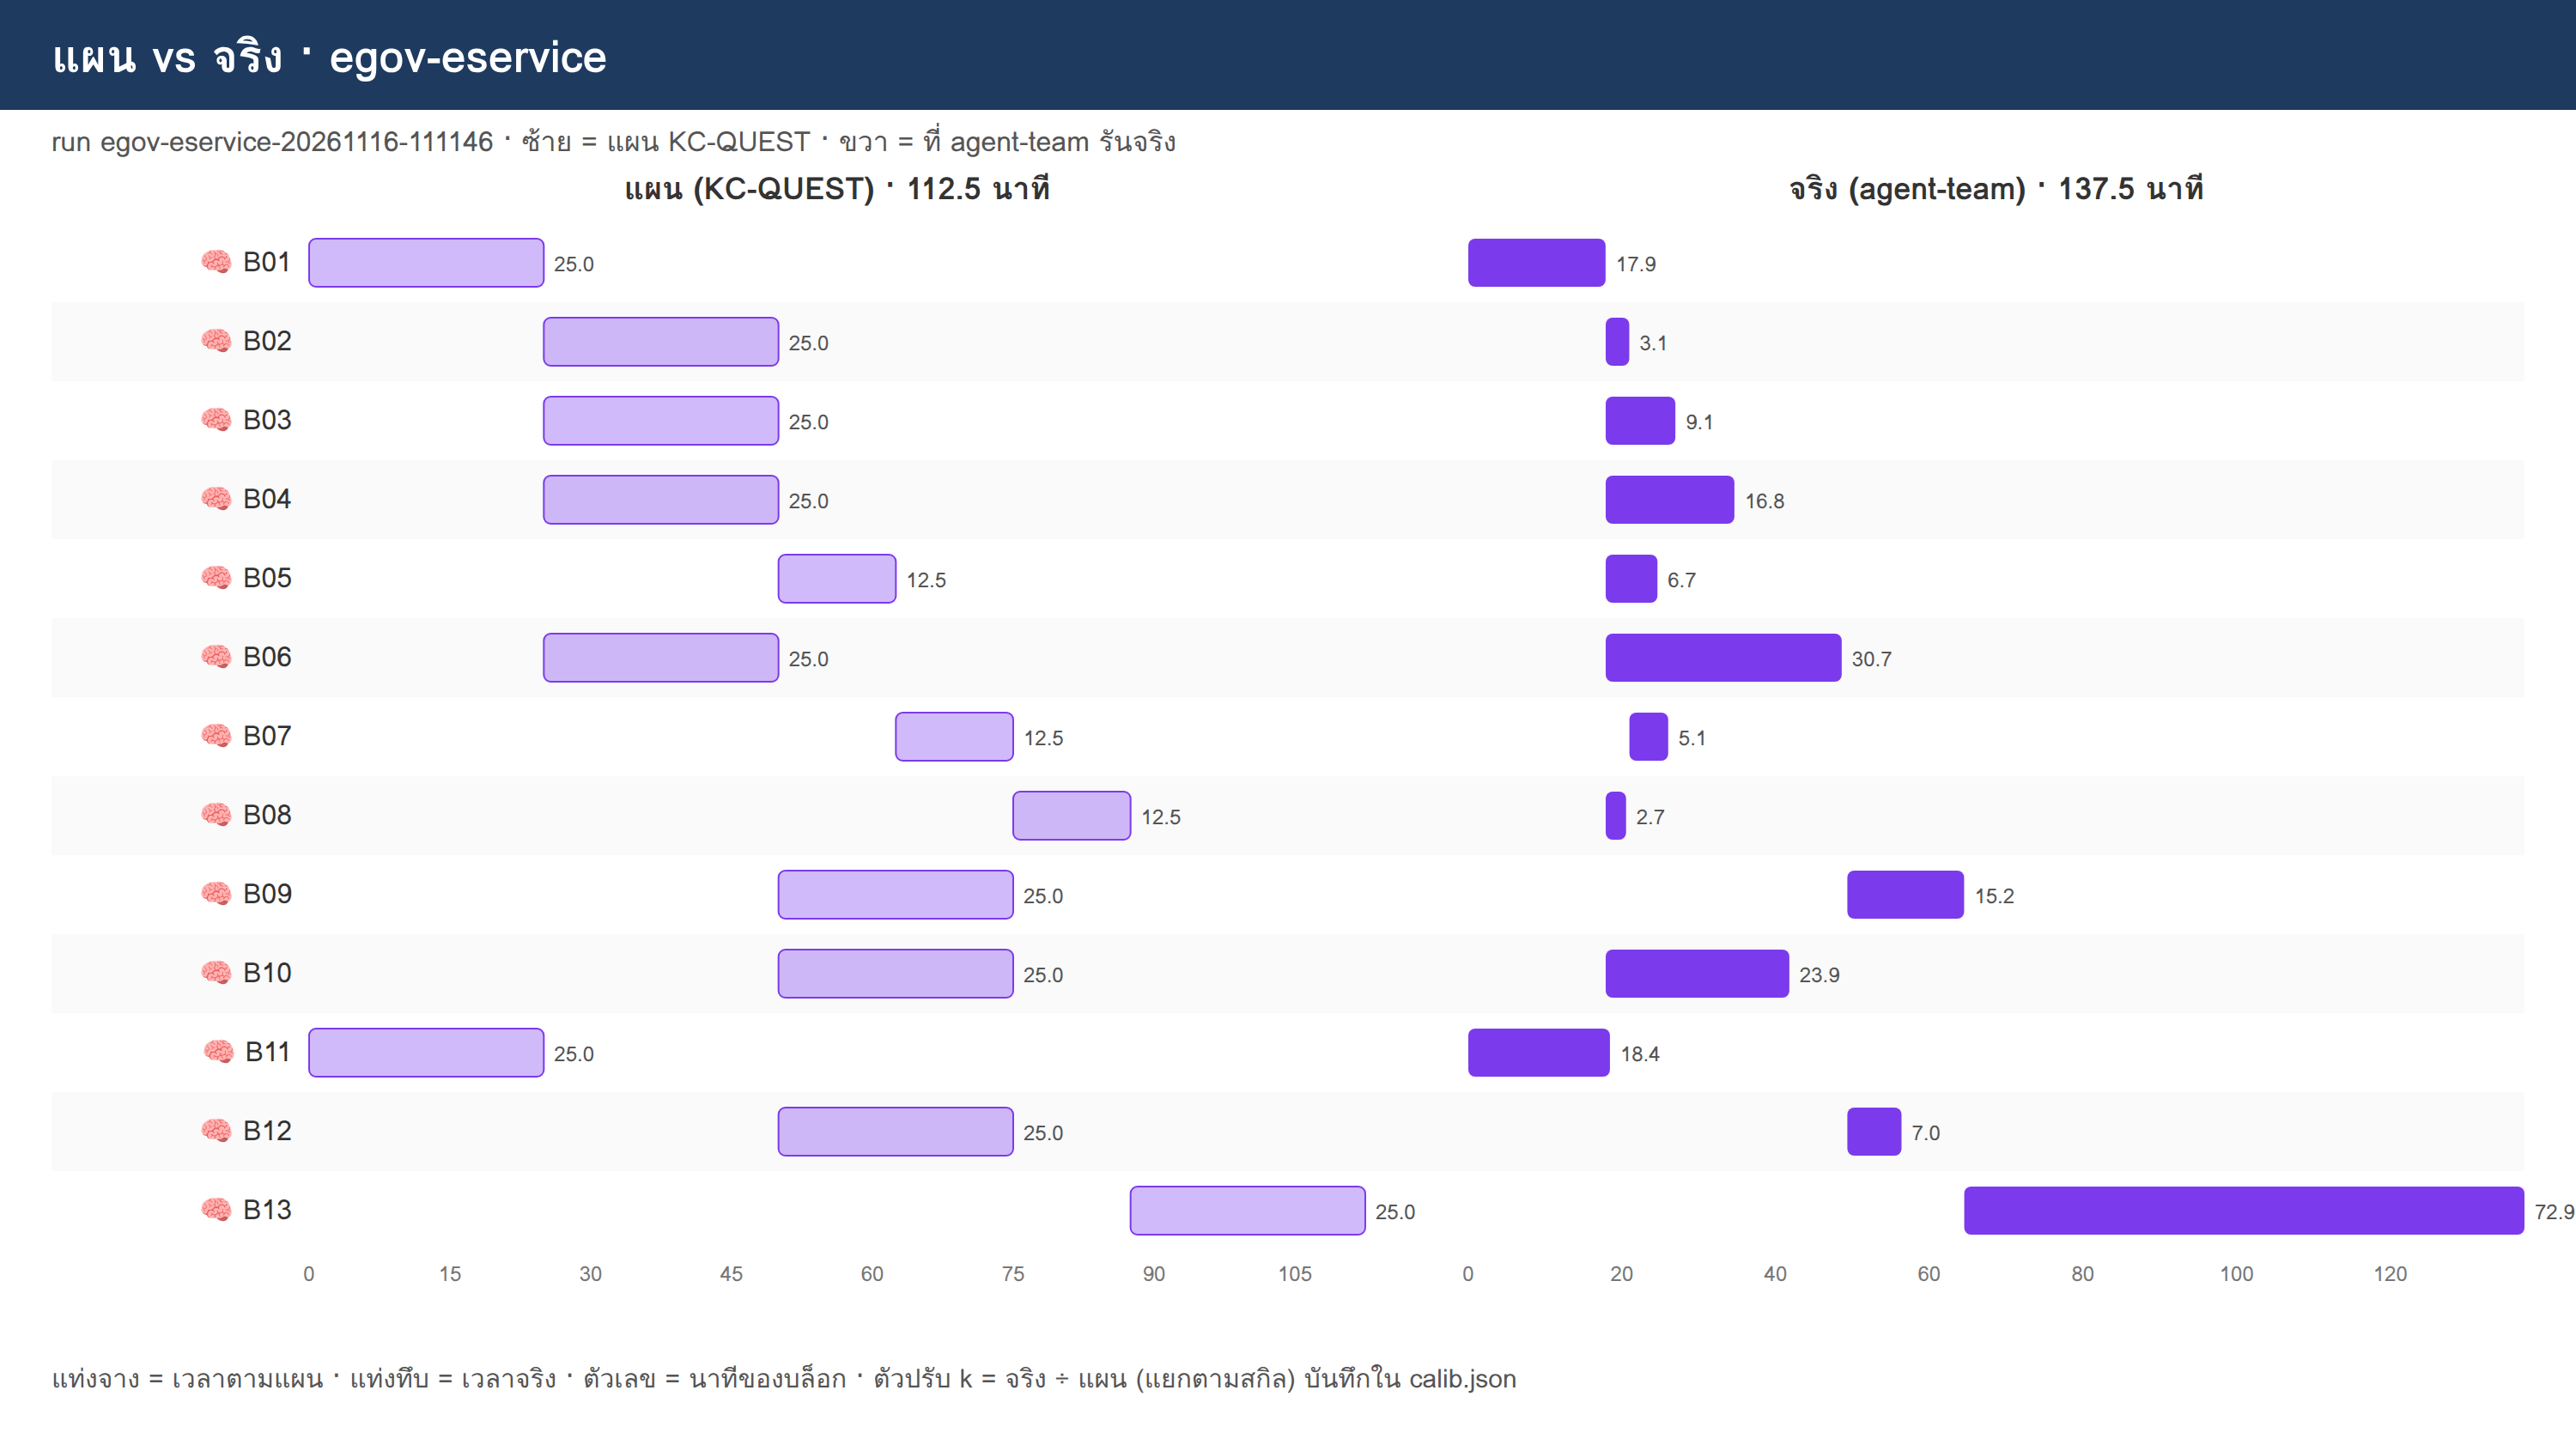 แผน vs จริง · egov-eservice
run egov-eservice-20261116-111146 · ซ้าย = แผน KC-QUEST · ขวา = ที่ agent-team รันจริง
แผน (KC-QUEST) · 112.5 นาที
จริง (agent-team) · 137.5 นาที
B01 25.0 17.9
B02 25.0 3.1
B03 25.0 9.1
B04 25.0 16.8
B05 12.5 6.7
B06 25.0 30.7
B07 12.5 5.1
B08 12.5 2.7
B09 25.0 15.2
B10 25.0 23.9
B11 25.0 18.4
B12 25.0 7.0
B13 25.0 72.9
0 15 30 45 60 75 90 105 0 20 40 60 80 100 120
แท่งจาง = เวลาตามแผน · แท่งทึบ = เวลาจริง · ตัวเลข = นาทีของบล็อก · ตัวปรับ k = จริง ÷ แผน (แยกตามสกิล) บันทึกใน calib.json